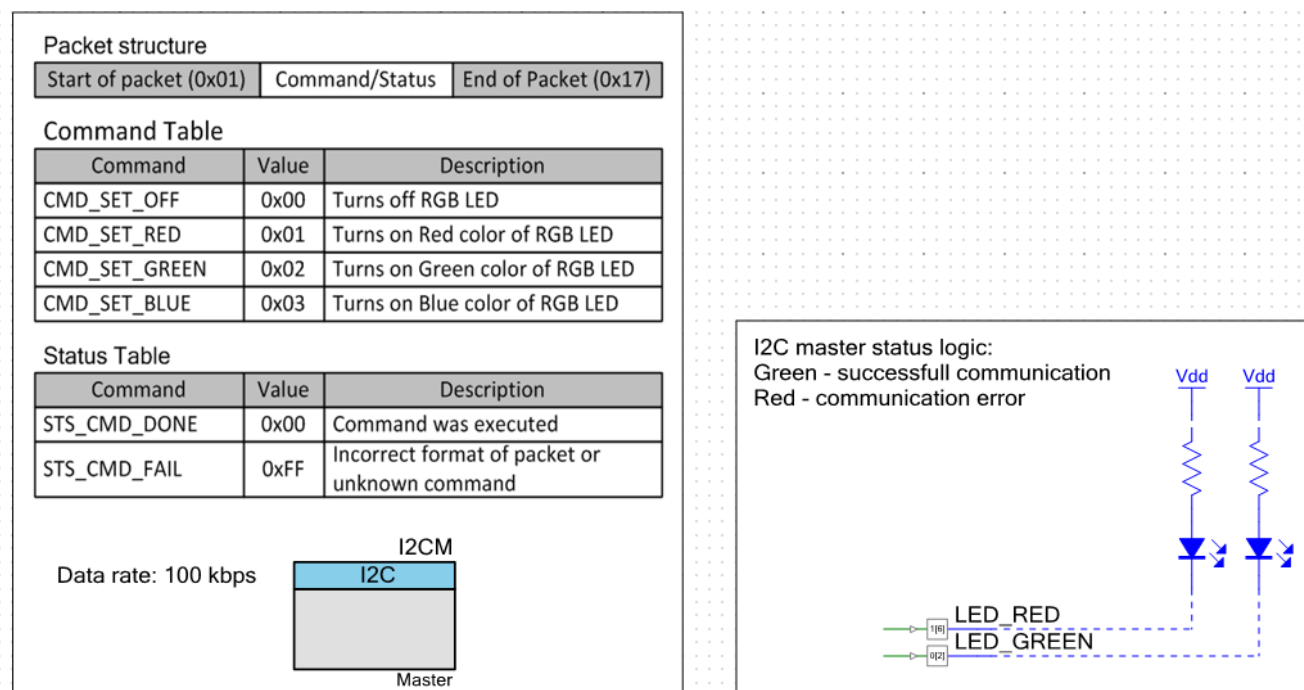 Packet structure
Start of packet (0x01) Command/Status End of Packet (0x17)
Command Table
Command Value Description
CMD_SET_OFF 0x00 Turns off RGB LED
CMD_SET_RED 0x01 Turns on Red color of RGB LED
CMD_SET_GREEN 0x02 Turns on Green color of RGB LED
CMD_SET_BLUE 0x03 Turns on Blue color of RGB LED
Status Table
Command Value Description
STS_CMD_DONE 0x00 Command was executed
STS_CMD_FAIL 0xFF Incorrect format of packet or
unknown command
I2CM
Data rate: 100 kbps I2C
Master
I2C master status logic:
Green - successfull communication
Red - communication error
Vdd Vdd
LED_RED
1[6]
LED_GREEN
0[2]